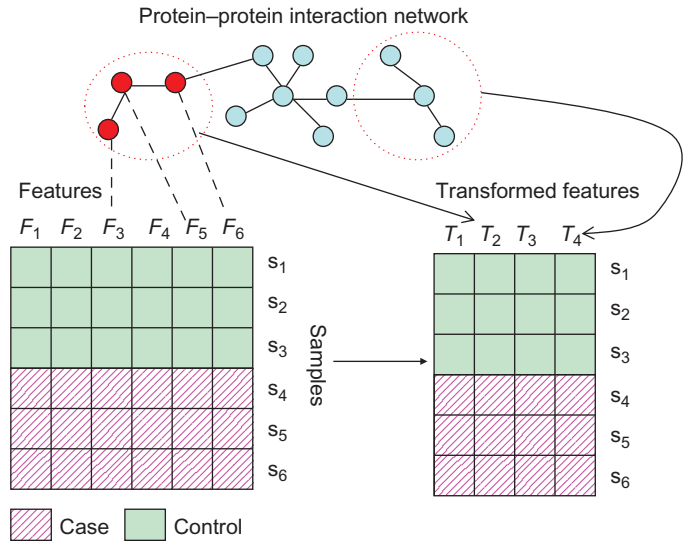 Protein–protein interaction network
Features
Transformed features
F1 F2 F3 F4 F5 F6
T1 T2 T3 T4
s1
s2
s3
s4
s5
s6
Samples
s1
s2
s3
s4
s5
s6
Case
Control